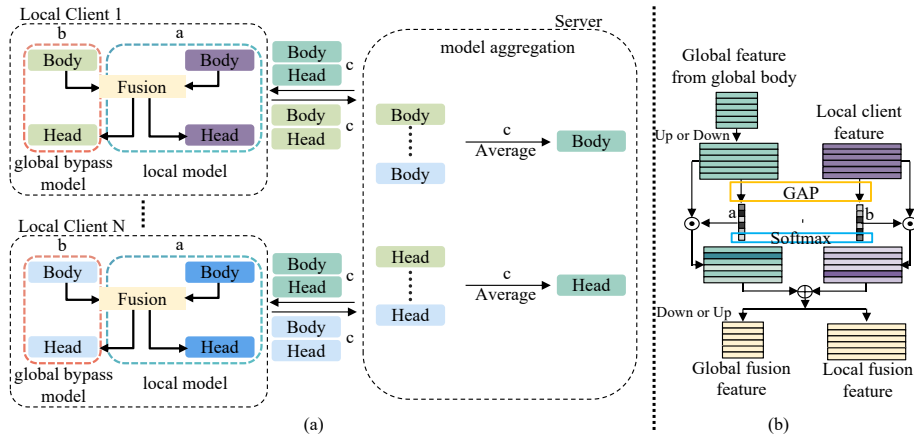 Local Client 1
b
a
Body
Body
Fusion
Head
Head
global bypass
model
local model
Body
Head
c
Body
Head
c
Server
model aggregation
Body
Body
c
Average
Body
Head
Head
c
Average
Head
Local Client N
b
a
Body
Body
Fusion
Head
Head
global bypass
model
local model
Body
Head
c
Body
Head
c
(a)
Global feature
from global body
Up or Down
Local client
feature
GAP
a
-
b
Softmax
Down or Up
Global fusion
feature
Local fusion
feature
(b)